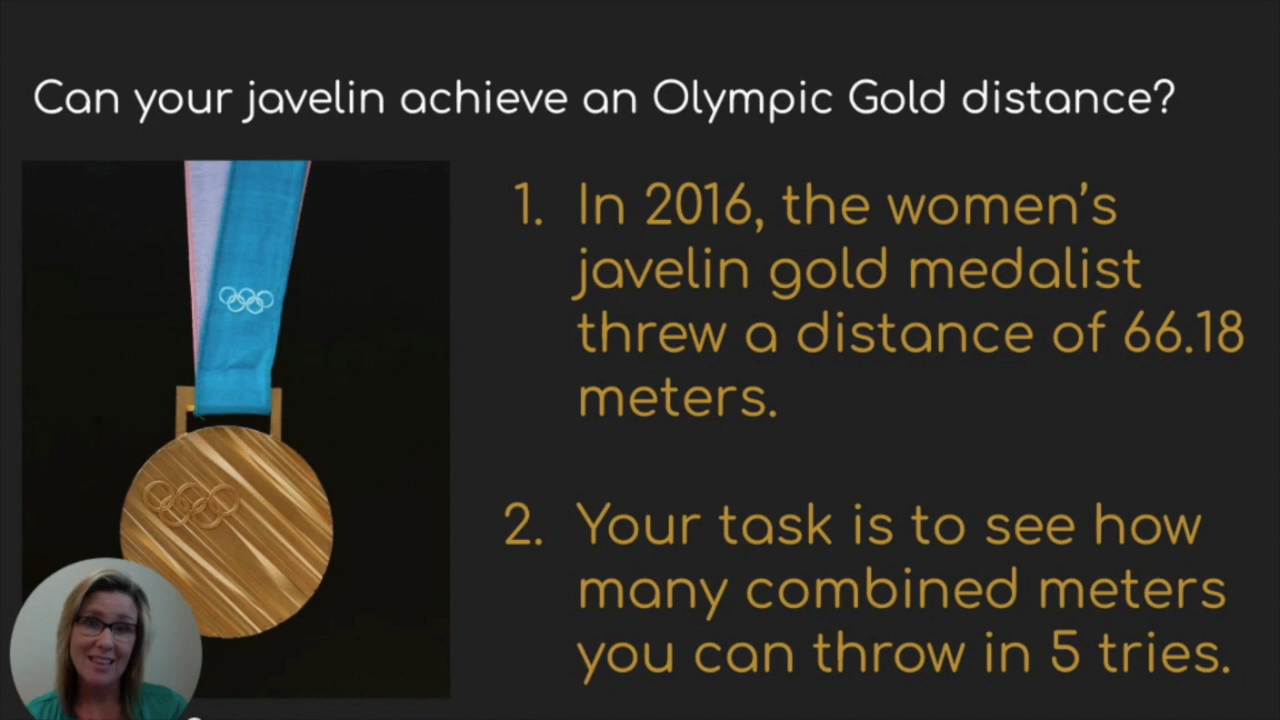 Can your javelin achieve an Olympic Gold distance?
1. In 2016, the women's
javelin gold medalist
threw a distance of 66.18
meters.
2. Your task is to see how
many combined meters
you can throw in 5 tries.